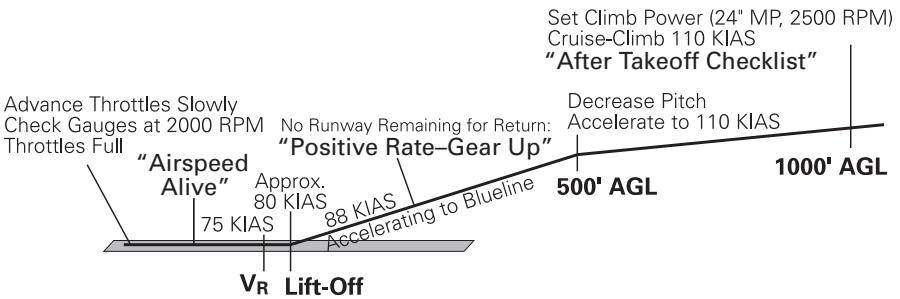 Set Climb Power (24" MP, 2500 RPM)
Cruise-Climb 110 KIAS
“After Takeoff Checklist”
Decrease Pitch
Accelerate to 110 KIAS
Advance Throttles Slowly
Check Gauges at 2000 RPM
Throttles Full
No Runway Remaining for Return:
“Positive Rate–Gear Up”
“Airspeed
Alive”
Approx.
80 KIAS
75 KIAS
88 KIAS
Accelerating to Blueline
500' AGL
1000' AGL
VR
Lift-Off